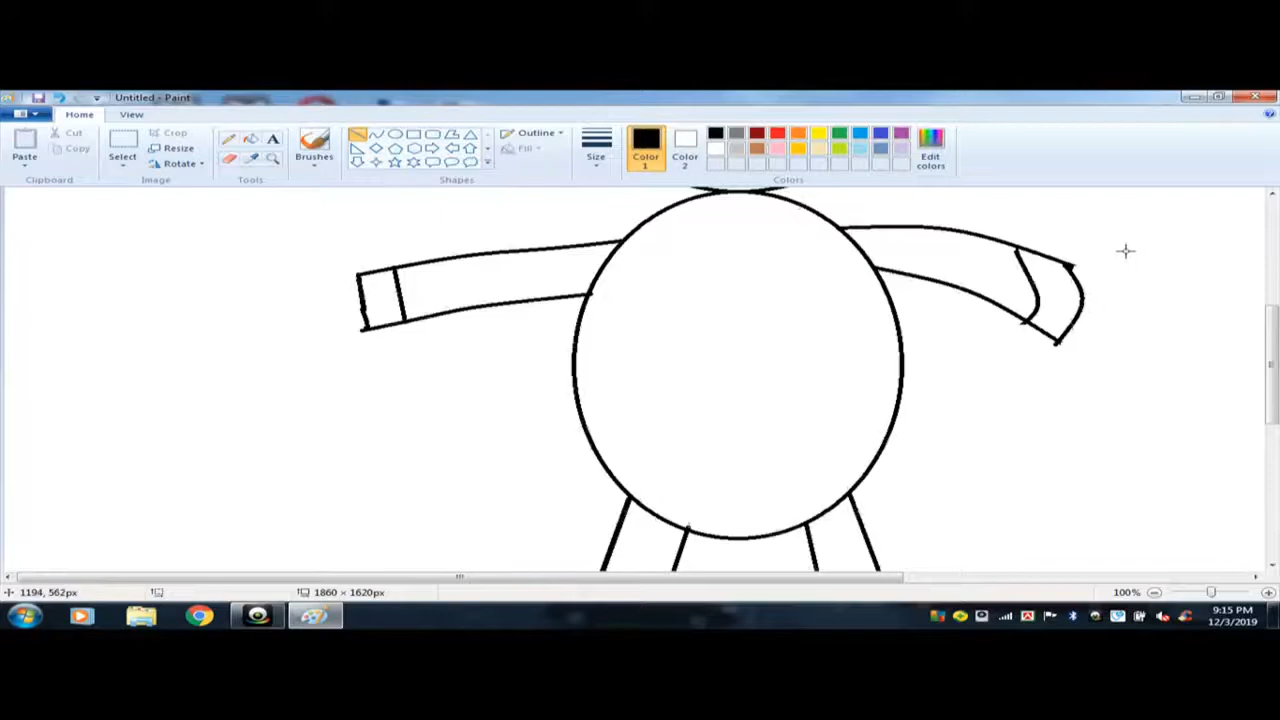 Untitled - Paint
Home View
Cut
Copy
Paste
Clipboard
Crop
Resize
Rotate
Select
Image
Tools
Brushes
Outline
Fill
Shapes
Size
Color 1
Color 2
Edit colors
Colors
1194, 562px
1860 × 1620px
100%
9:15 PM
12/3/2019